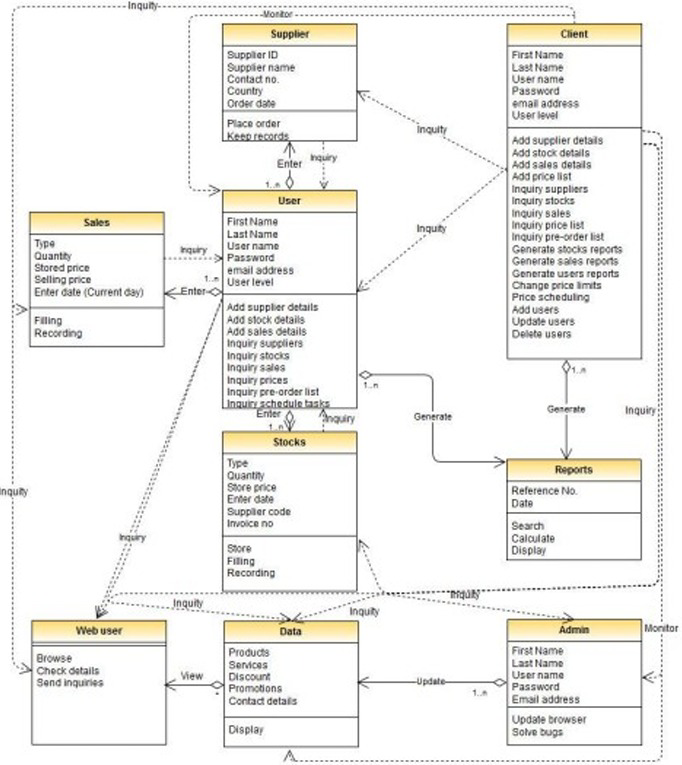 Inquity
Monitor
Supplier
Supplier ID
Supplier name
Contact no.
Country
Order date
Place order
Keep records
Client
First Name
Last Name
User name
Password
email address
User level
Add supplier details
Add stock details
Add sales details
Add price list
Inquiry suppliers
Inquiry stocks
Inquiry sales
Inquiry price list
Inquiry pre-order list
Generate stocks reports
Generate sales reports
Generate users reports
Change price limits
Price scheduling
Add users
Update users
Delete users
Inquity
Enter
Inquiry
1..n
User
First Name
Last Name
User name
Password
email address
User level
Add supplier details
Add stock details
Add sales details
Inquiry suppliers
Inquiry stocks
Inquiry sales
Inquiry prices
Inquiry pre-order list
Inquiry schedule tasks
Inquity
Sales
Type
Quantity
Stored price
Selling price
Enter date (Current day)
Filling
Recording
Inquiry
1..n
Enter
1..n
Generate
1..n
Generate
Inquiry
Enter
1..n
Inquiry
Stocks
Type
Quantity
Store price
Enter date
Supplier code
Invoice no
Store
Filling
Recording
Reports
Reference No.
Date
Search
Calculate
Display
Inquity
Inquiry
Inquity
Inquity
Inquity
Monitor
Web user
Browse
Check details
Send inquiries
View
Data
Products
Services
Discount
Promotions
Contact details
Display
Update
1..n
Admin
First Name
Last Name
User name
Password
Email address
Update browser
Solve bugs